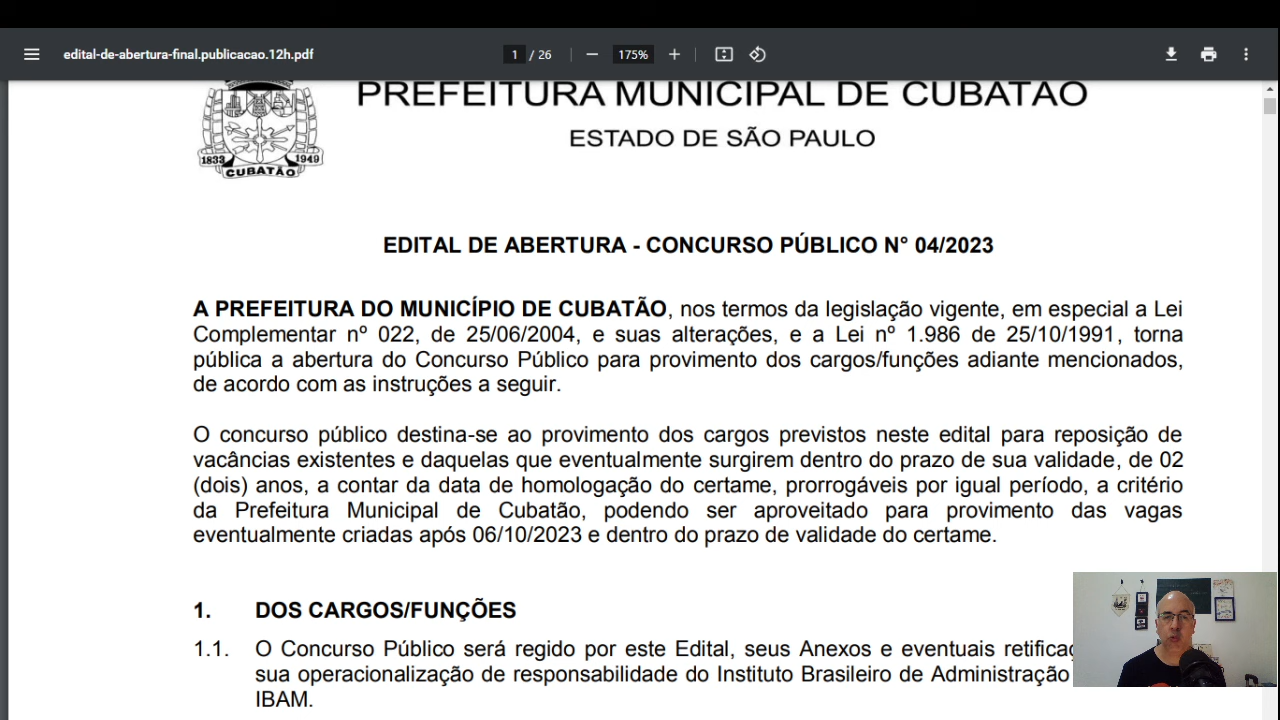 edital-de-abertura-final.publicacao.12h.pdf
1 / 26
175%
PREFEITURA MUNICIPAL DE CUBATÃO
ESTADO DE SÃO PAULO
1833
1949
CUBATÃO
EDITAL DE ABERTURA - CONCURSO PÚBLICO N° 04/2023
A PREFEITURA DO MUNICÍPIO DE CUBATÃO, nos termos da legislação vigente, em especial a Lei
Complementar nº 022, de 25/06/2004, e suas alterações, e a Lei nº 1.986 de 25/10/1991, torna
pública a abertura do Concurso Público para provimento dos cargos/funções adiante mencionados,
de acordo com as instruções a seguir.
O concurso público destina-se ao provimento dos cargos previstos neste edital para reposição de
vacâncias existentes e daquelas que eventualmente surgirem dentro do prazo de sua validade, de 02
(dois) anos, a contar da data de homologação do certame, prorrogáveis por igual período, a critério
da Prefeitura Municipal de Cubatão, podendo ser aproveitado para provimento das vagas
eventualmente criadas após 06/10/2023 e dentro do prazo de validade do certame.
1. DOS CARGOS/FUNÇÕES
1.1. O Concurso Público será regido por este Edital, seus Anexos e eventuais
sua operacionalização de responsabilidade do Instituto Brasileiro de Administração
IBAM.